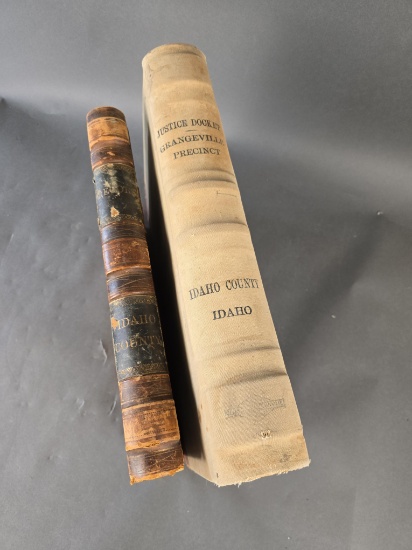 IDAHO
COUNTY
JUSTICE DOCKET
GRANGEVILLE
PRECINCT
IDAHO COUNTY
IDAHO